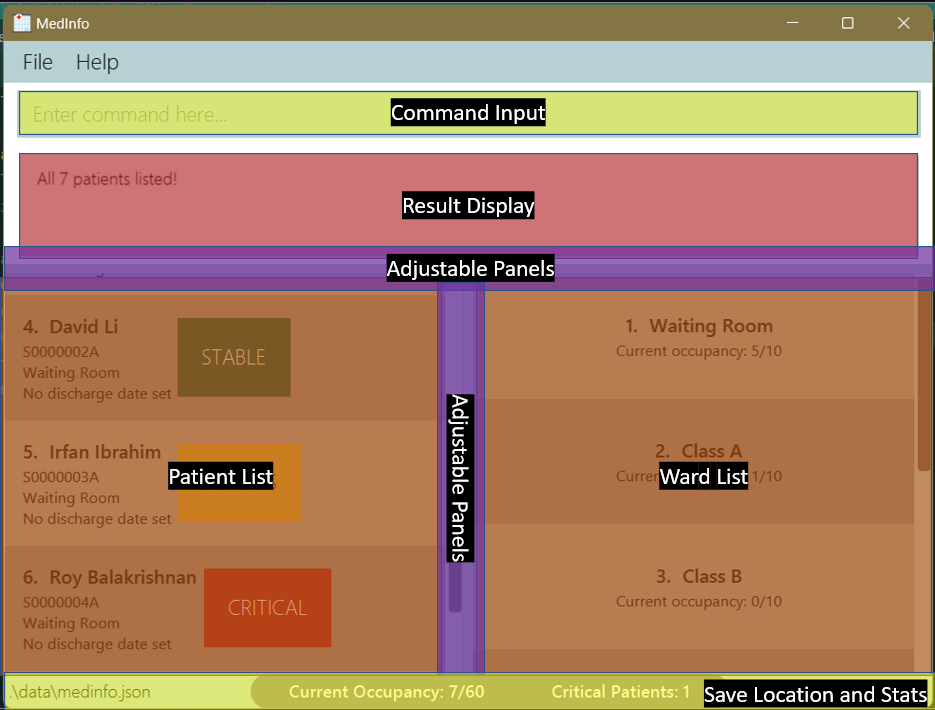 MedInfo
File Help
Enter command here...
Command Input
All 7 patients listed!
Result Display
Adjustable Panels
4. David Li
S0000002A
Waiting Room
No discharge date set
STABLE
5. Irfan Ibrahim
S0000003A
Waiting Room
No discharge date set
Patient List
6. Roy Balakrishnan
S0000004A
Waiting Room
No discharge date set
CRITICAL
Adjustable Panels
1. Waiting Room
Current occupancy: 5/10
2. Class A
1/10
Ward List
3. Class B
Current occupancy: 0/10
.\data\medinfo.json
Current Occupancy: 7/60
Critical Patients: 1
Save Location and Stats